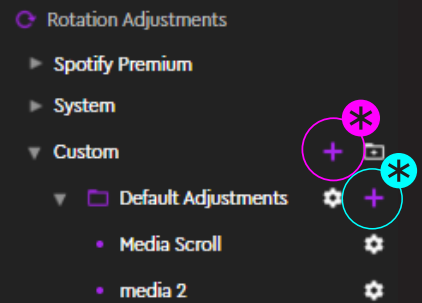 Rotation Adjustments
Spotify Premium
System
Custom
Default Adjustments
Media Scroll
media 2